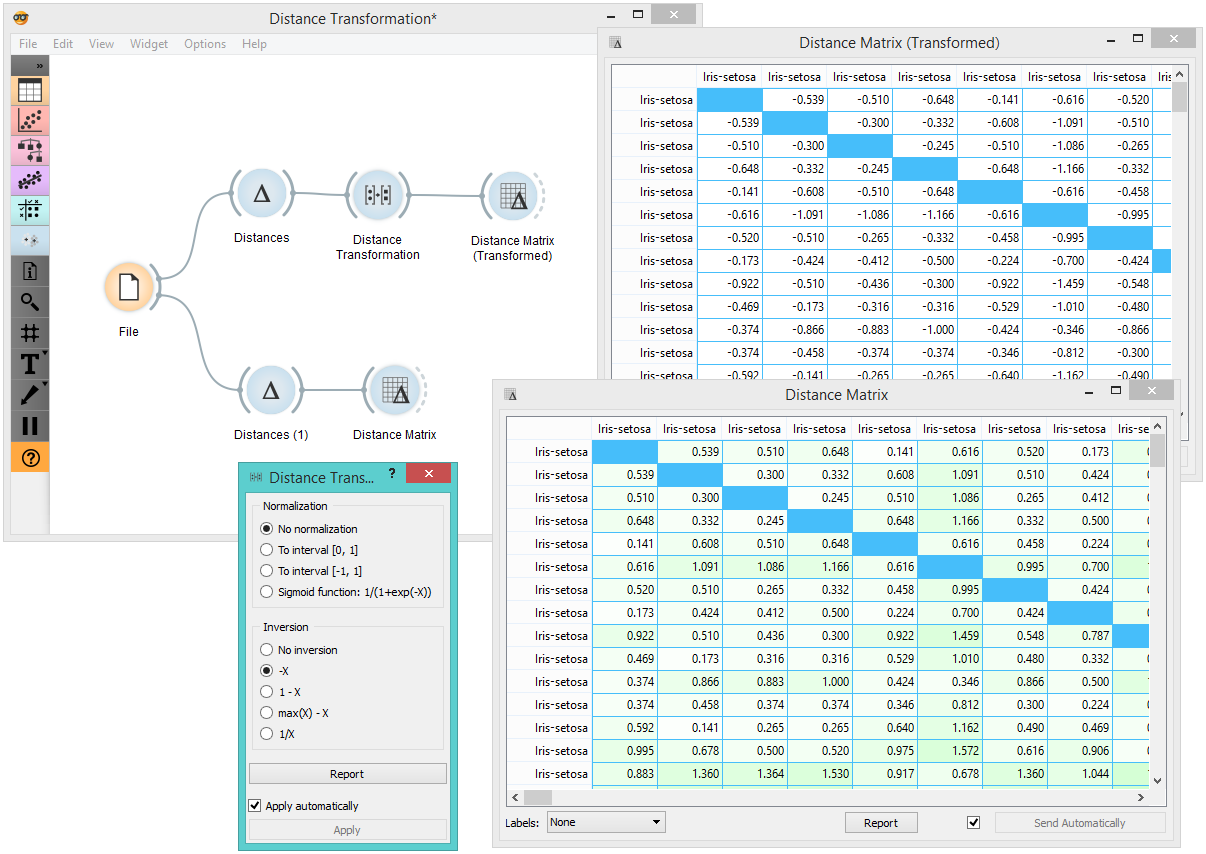 Distance Transformation*
File Edit View Widget Options Help
»
Distances
Distance
Transformation
Distance Matrix
(Transformed)
File
Distances (1)
Distance Matrix
Distance Matrix (Transformed)
Iris-setosa Iris-setosa Iris-setosa Iris-setosa Iris-setosa Iris-setosa Iris-setosa Iris
Iris-setosa -0.539 -0.510 -0.648 -0.141 -0.616 -0.520
Iris-setosa -0.539 -0.300 -0.332 -0.608 -1.091 -0.510
Iris-setosa -0.510 -0.300 -0.245 -0.510 -1.086 -0.265
Iris-setosa -0.648 -0.332 -0.245 -0.648 -1.166 -0.332
Iris-setosa -0.141 -0.608 -0.510 -0.648 -0.616 -0.458
Iris-setosa -0.616 -1.091 -1.086 -1.166 -0.616 -0.995
Iris-setosa -0.520 -0.510 -0.265 -0.332 -0.458 -0.995
Iris-setosa -0.173 -0.424 -0.412 -0.500 -0.224 -0.700 -0.424
Iris-setosa -0.922 -0.510 -0.436 -0.300 -0.922 -1.459 -0.548
Iris-setosa -0.469 -0.173 -0.316 -0.316 -0.529 -1.010 -0.480
Iris-setosa -0.374 -0.866 -0.883 -1.000 -0.424 -0.346 -0.866
Iris-setosa -0.374 -0.458 -0.374 -0.374 -0.346 -0.812 -0.300
Iris-setosa -0.592 -0.141 -0.265 -0.265 -0.640 -1.162 -0.490
Distance Matrix
Iris-setosa Iris-setosa Iris-setosa Iris-setosa Iris-setosa Iris-setosa Iris-setosa Iris-setosa Iris-se
Iris-setosa 0.539 0.510 0.648 0.141 0.616 0.520 0.173
Iris-setosa 0.539 0.300 0.332 0.608 1.091 0.510 0.424
Iris-setosa 0.510 0.300 0.245 0.510 1.086 0.265 0.412
Iris-setosa 0.648 0.332 0.245 0.648 1.166 0.332 0.500
Iris-setosa 0.141 0.608 0.510 0.648 0.616 0.458 0.224
Iris-setosa 0.616 1.091 1.086 1.166 0.616 0.995 0.700
Iris-setosa 0.520 0.510 0.265 0.332 0.458 0.995 0.424
Iris-setosa 0.173 0.424 0.412 0.500 0.224 0.700 0.424
Iris-setosa 0.922 0.510 0.436 0.300 0.922 1.459 0.548 0.787
Iris-setosa 0.469 0.173 0.316 0.316 0.529 1.010 0.480 0.332
Iris-setosa 0.374 0.866 0.883 1.000 0.424 0.346 0.866 0.500
Iris-setosa 0.374 0.458 0.374 0.374 0.346 0.812 0.300 0.224
Iris-setosa 0.592 0.141 0.265 0.265 0.640 1.162 0.490 0.469
Iris-setosa 0.995 0.678 0.500 0.520 0.975 1.572 0.616 0.906
Iris-setosa 0.883 1.360 1.364 1.530 0.917 0.678 1.360 1.044
Labels: None Report Send Automatically
Distance Trans... ?
Normalization
No normalization
To interval [0, 1]
To interval [-1, 1]
Sigmoid function: 1/(1+exp(-X))
Inversion
No inversion
-X
1 - X
max(X) - X
1/X
Report
Apply automatically
Apply